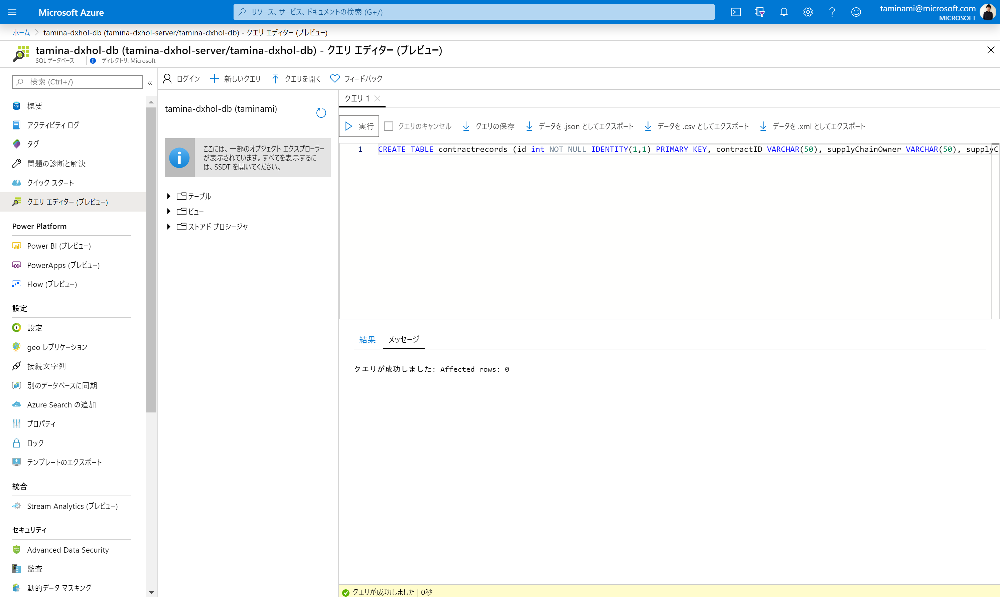 Microsoft Azure
リソース、サービス、ドキュメントの検索 (G+/)
taminami@microsoft.com
MICROSOFT
ホーム
tamina-dxhol-db (tamina-dxhol-server/tamina-dxhol-db) - クエリ エディター (プレビュー)
tamina-dxhol-db (tamina-dxhol-server/tamina-dxhol-db) - クエリ エディター (プレビュー)
SQL データベース
ディレクトリ: Microsoft
検索 (Ctrl+/)
«
概要
アクティビティ ログ
タグ
問題の診断と解決
クイック スタート
クエリ エディター (プレビュー)
Power Platform
Power BI (プレビュー)
PowerApps (プレビュー)
Flow (プレビュー)
設定
設定
geo レプリケーション
接続文字列
別のデータベースに同期
Azure Search の追加
プロパティ
ロック
テンプレートのエクスポート
統合
Stream Analytics (プレビュー)
セキュリティ
Advanced Data Security
監査
動的データ マスキング
ログイン
新しいクエリ
クエリを開く
フィードバック
tamina-dxhol-db (taminami)
ここには、一部のオブジェクト エクスプローラー
が表示されています。すべてを表示するに
は、SSDT を開いてください。
テーブル
ビュー
ストアド プロシージャ
クエリ 1
実行
クエリのキャンセル
クエリの保存
データを .json としてエクスポート
データを .csv としてエクスポート
データを .xml としてエクスポート
1 CREATE TABLE contractrecords (id int NOT NULL IDENTITY(1,1) PRIMARY KEY, contractID VARCHAR(50), supplyChainOwner VARCHAR(50), supplyC
結果
メッセージ
クエリが成功しました: Affected rows: 0
クエリが成功しました | 0秒